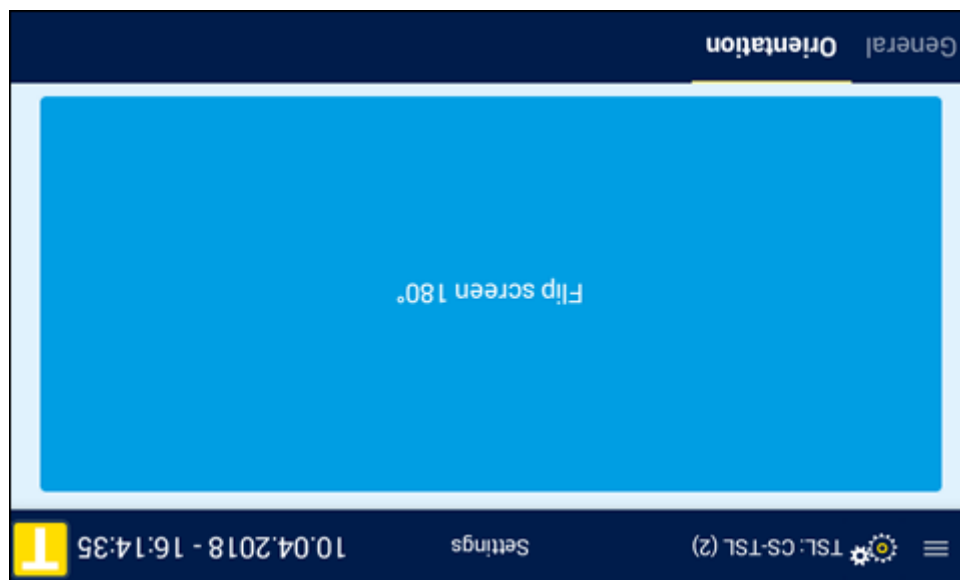 TSL: CS-TSL (2) Settings 10.04.2018 - 16:14:35 T
Flip screen 180°
General Orientation